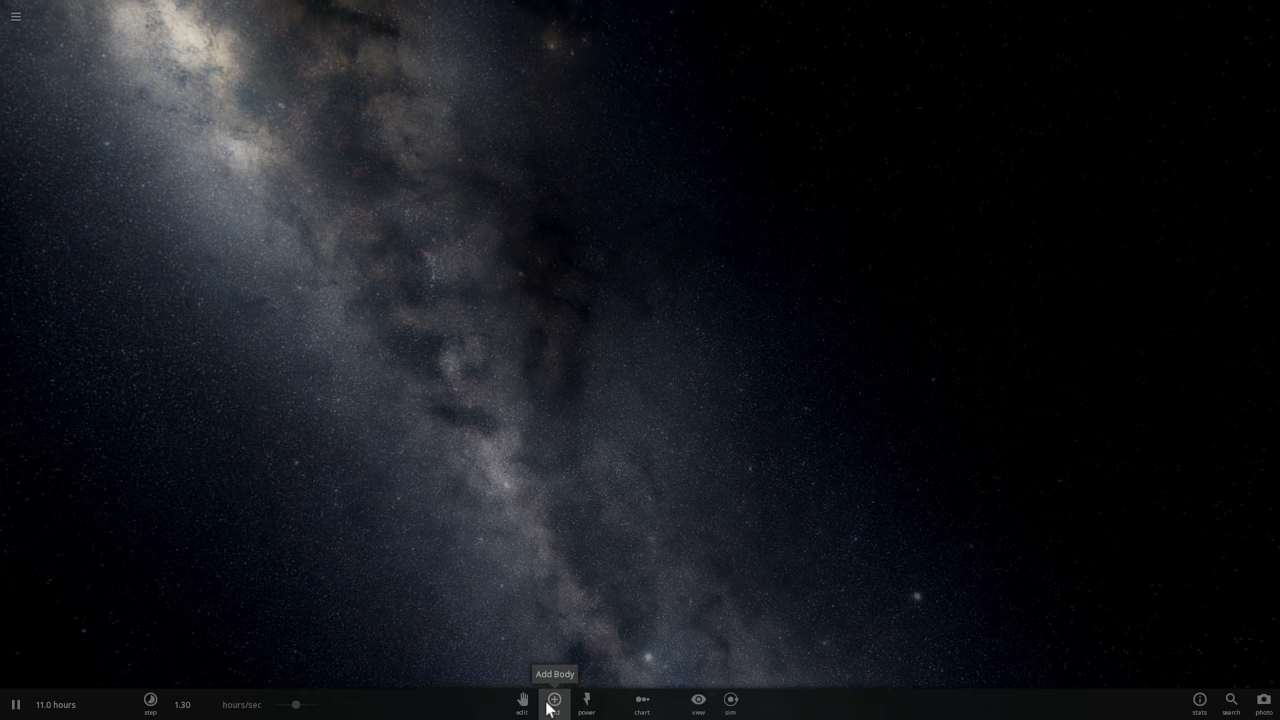 Add Body
11.0 hours
step
1.30
hours/sec
edit
power
chart
view
sim
stats
search
photo